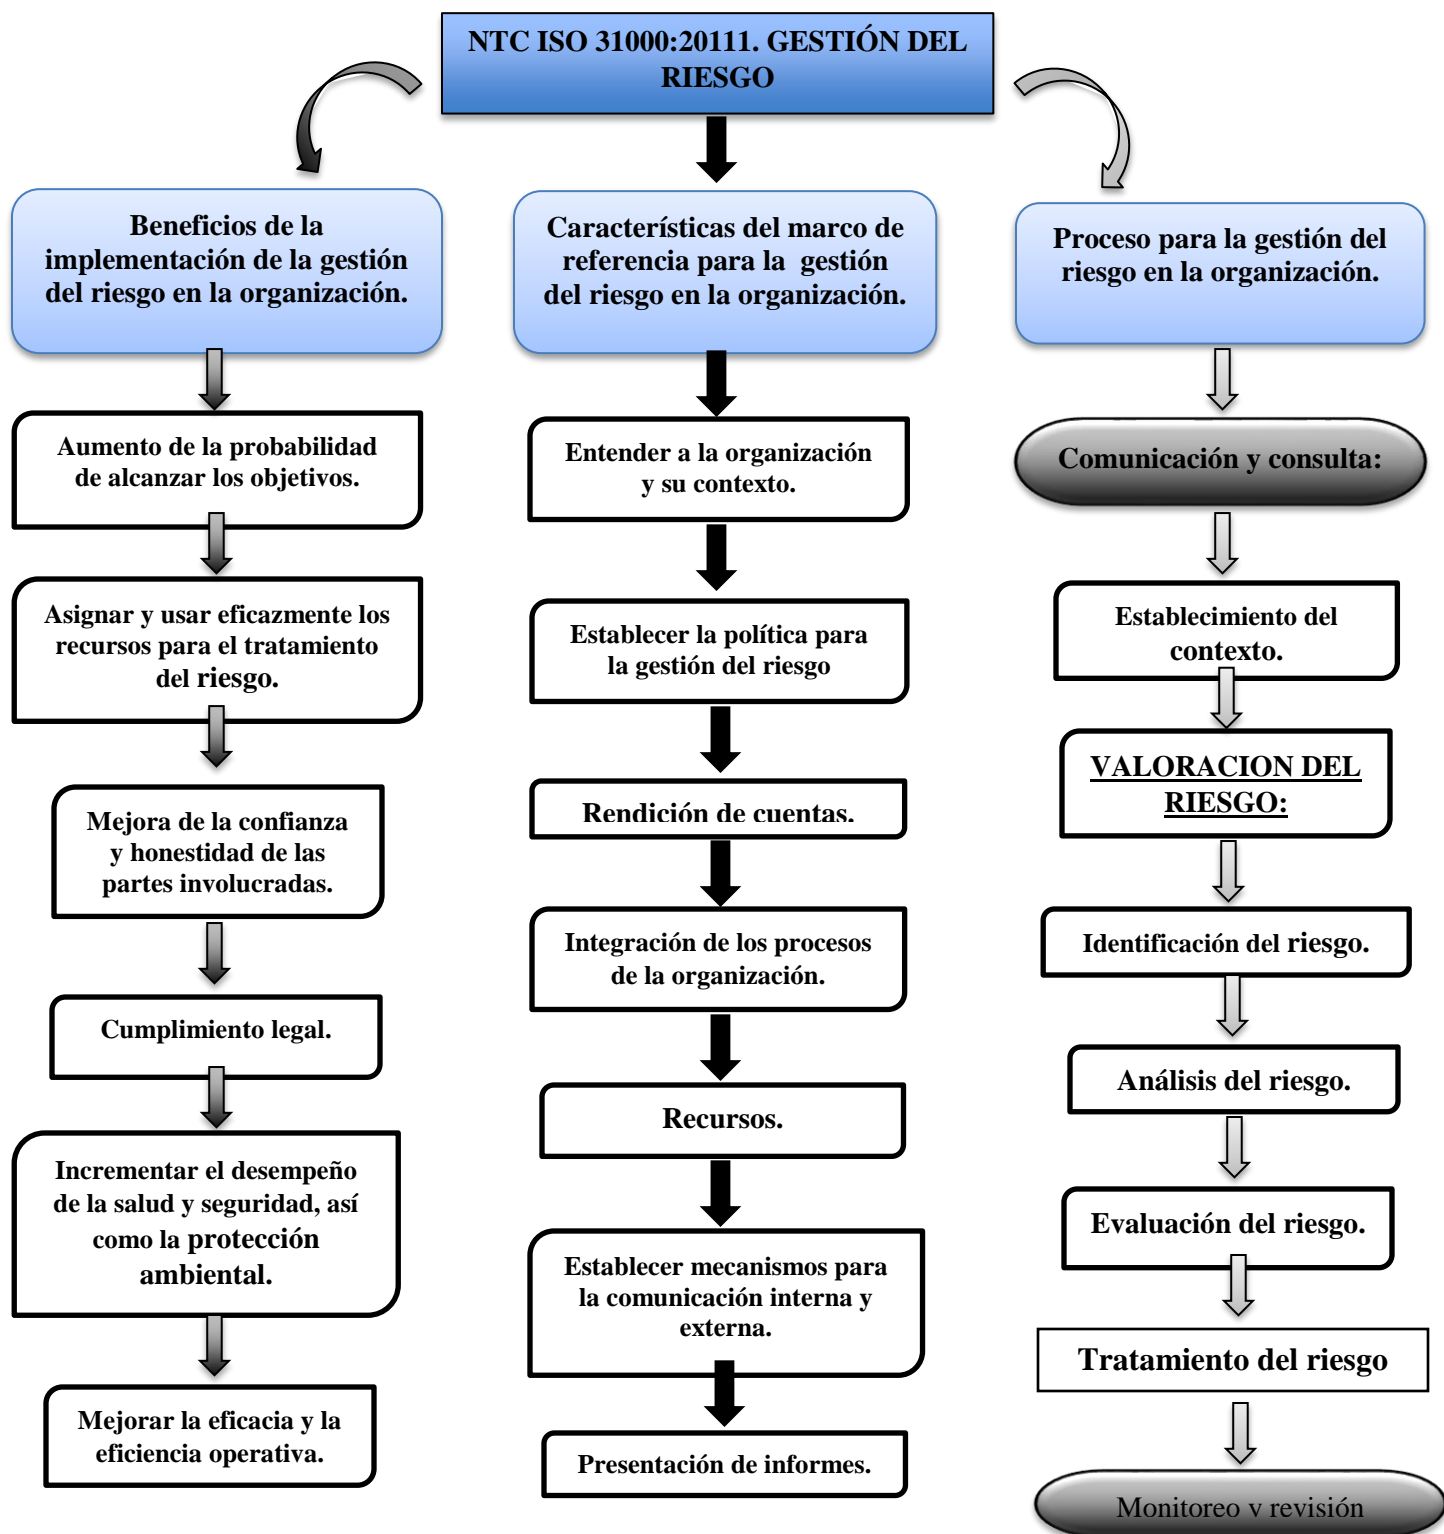 NTC ISO 31000:20111. GESTIÓN DEL
RIESGO
Beneficios de la
implementación de la gestión
del riesgo en la organización.
Aumento de la probabilidad
de alcanzar los objetivos.
Asignar y usar eficazmente los
recursos para el tratamiento
del riesgo.
Mejora de la confianza
y honestidad de las
partes involucradas.
Cumplimiento legal.
Incrementar el desempeño
de la salud y seguridad, así
como la protección
ambiental.
Mejorar la eficacia y la
eficiencia operativa.
Características del marco de
referencia para la gestión
del riesgo en la organización.
Entender a la organización
y su contexto.
Establecer la política para
la gestión del riesgo
Rendición de cuentas.
Integración de los procesos
de la organización.
Recursos.
Establecer mecanismos para
la comunicación interna y
externa.
Presentación de informes.
Proceso para la gestión del
riesgo en la organización.
Comunicación y consulta:
Establecimiento del
contexto.
VALORACION DEL
RIESGO:
Identificación del riesgo.
Análisis del riesgo.
Evaluación del riesgo.
Tratamiento del riesgo
Monitoreo y revisión